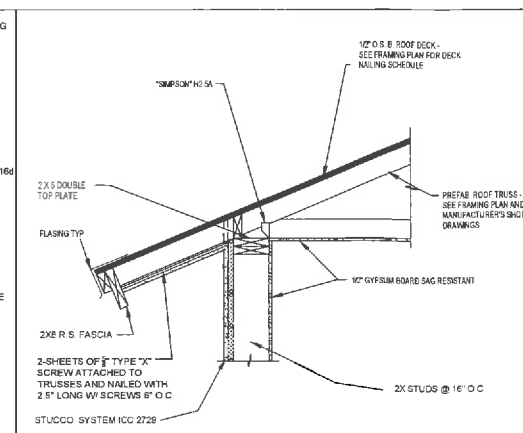 G
1/2" O.S.B. ROOF DECK -
SEE FRAMING PLAN FOR DECK
NAILING SCHEDULE
"SIMPSON" H2.5A
16d
2 X 6 DOUBLE
TOP PLATE
PREFAB ROOF TRUSS -
SEE FRAMING PLAN AND
MANUFACTURER'S SHOP
DRAWINGS
FLASING TYP
1/2" GYPSUM BOARD SAG RESISTANT
E
2X8 R.S. FASCIA
2-SHEETS OF TYPE "X"
SCREW ATTACHED TO
TRUSSES AND NAILED WITH
2.5" LONG W/ SCREWS 6" O.C
2X STUDS @ 16" O.C
STUCCO SYSTEM ICC 2729